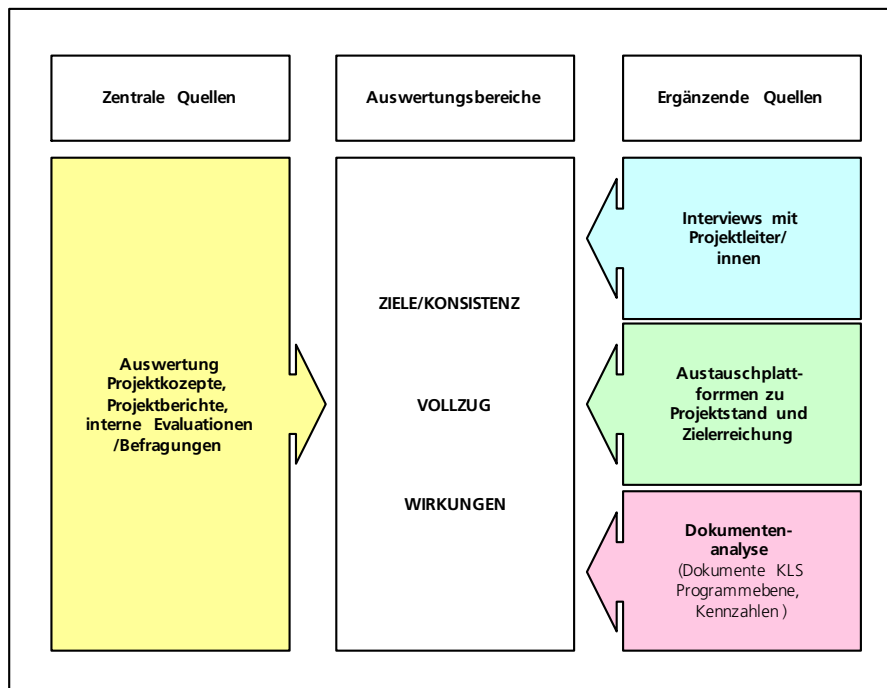 Zentrale Quellen
Auswertungsbereiche
Ergänzende Quellen
Auswertung
Projektkozepte,
Projektberichte,
interne Evaluationen
/Befragungen
ZIELE/KONSISTENZ
VOLLZUG
WIRKUNGEN
Interviews mit
Projektleiter/
innen
Austauschplatt-
forrmen zu
Projektstand und
Zielerreichung
Dokumenten-
analyse
(Dokumente KLS
Programmebene,
Kennzahlen )